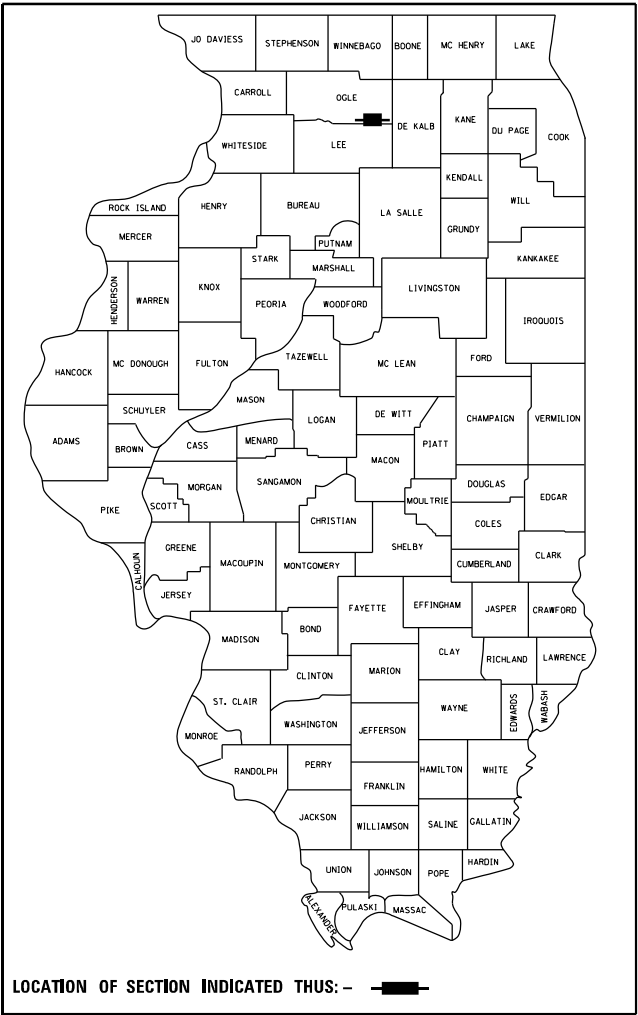 JO DAVIESS STEPHENSON WINNEBAGO BOONE MC HENRY LAKE
CARROLL OGLE DE KALB KANE DU PAGE COOK
WHITESIDE LEE
KENDALL
ROCK ISLAND HENRY BUREAU LA SALLE WILL
MERCER PUTNAM GRUNDY
STARK MARSHALL KANKAKEE
HENDERSON WARREN KNOX PEORIA WOODFORD LIVINGSTON
IROQUOIS
HANCOCK MC DONOUGH FULTON TAZEWELL MC LEAN FORD
MASON
SCHUYLER LOGAN DE WITT CHAMPAIGN VERMILION
ADAMS BROWN CASS MENARD PIATT
MACON
PIKE SCOTT MORGAN SANGAMON MOULTRIE DOUGLAS EDGAR
CHRISTIAN COLES
CALHOUN GREENE MACOUPIN MONTGOMERY SHELBY CUMBERLAND CLARK
JERSEY FAYETTE EFFINGHAM JASPER CRAWFORD
MADISON BOND
CLAY RICHLAND LAWRENCE
CLINTON MARION
ST. CLAIR WAYNE EDWARDS WABASH
WASHINGTON JEFFERSON
MONROE
RANDOLPH PERRY HAMILTON WHITE
FRANKLIN
JACKSON WILLIAMSON SALINE GALLATIN
UNION JOHNSON POPE HARDIN
ALEXANDER PULASKI MASSAC
LOCATION OF SECTION INDICATED THUS: –